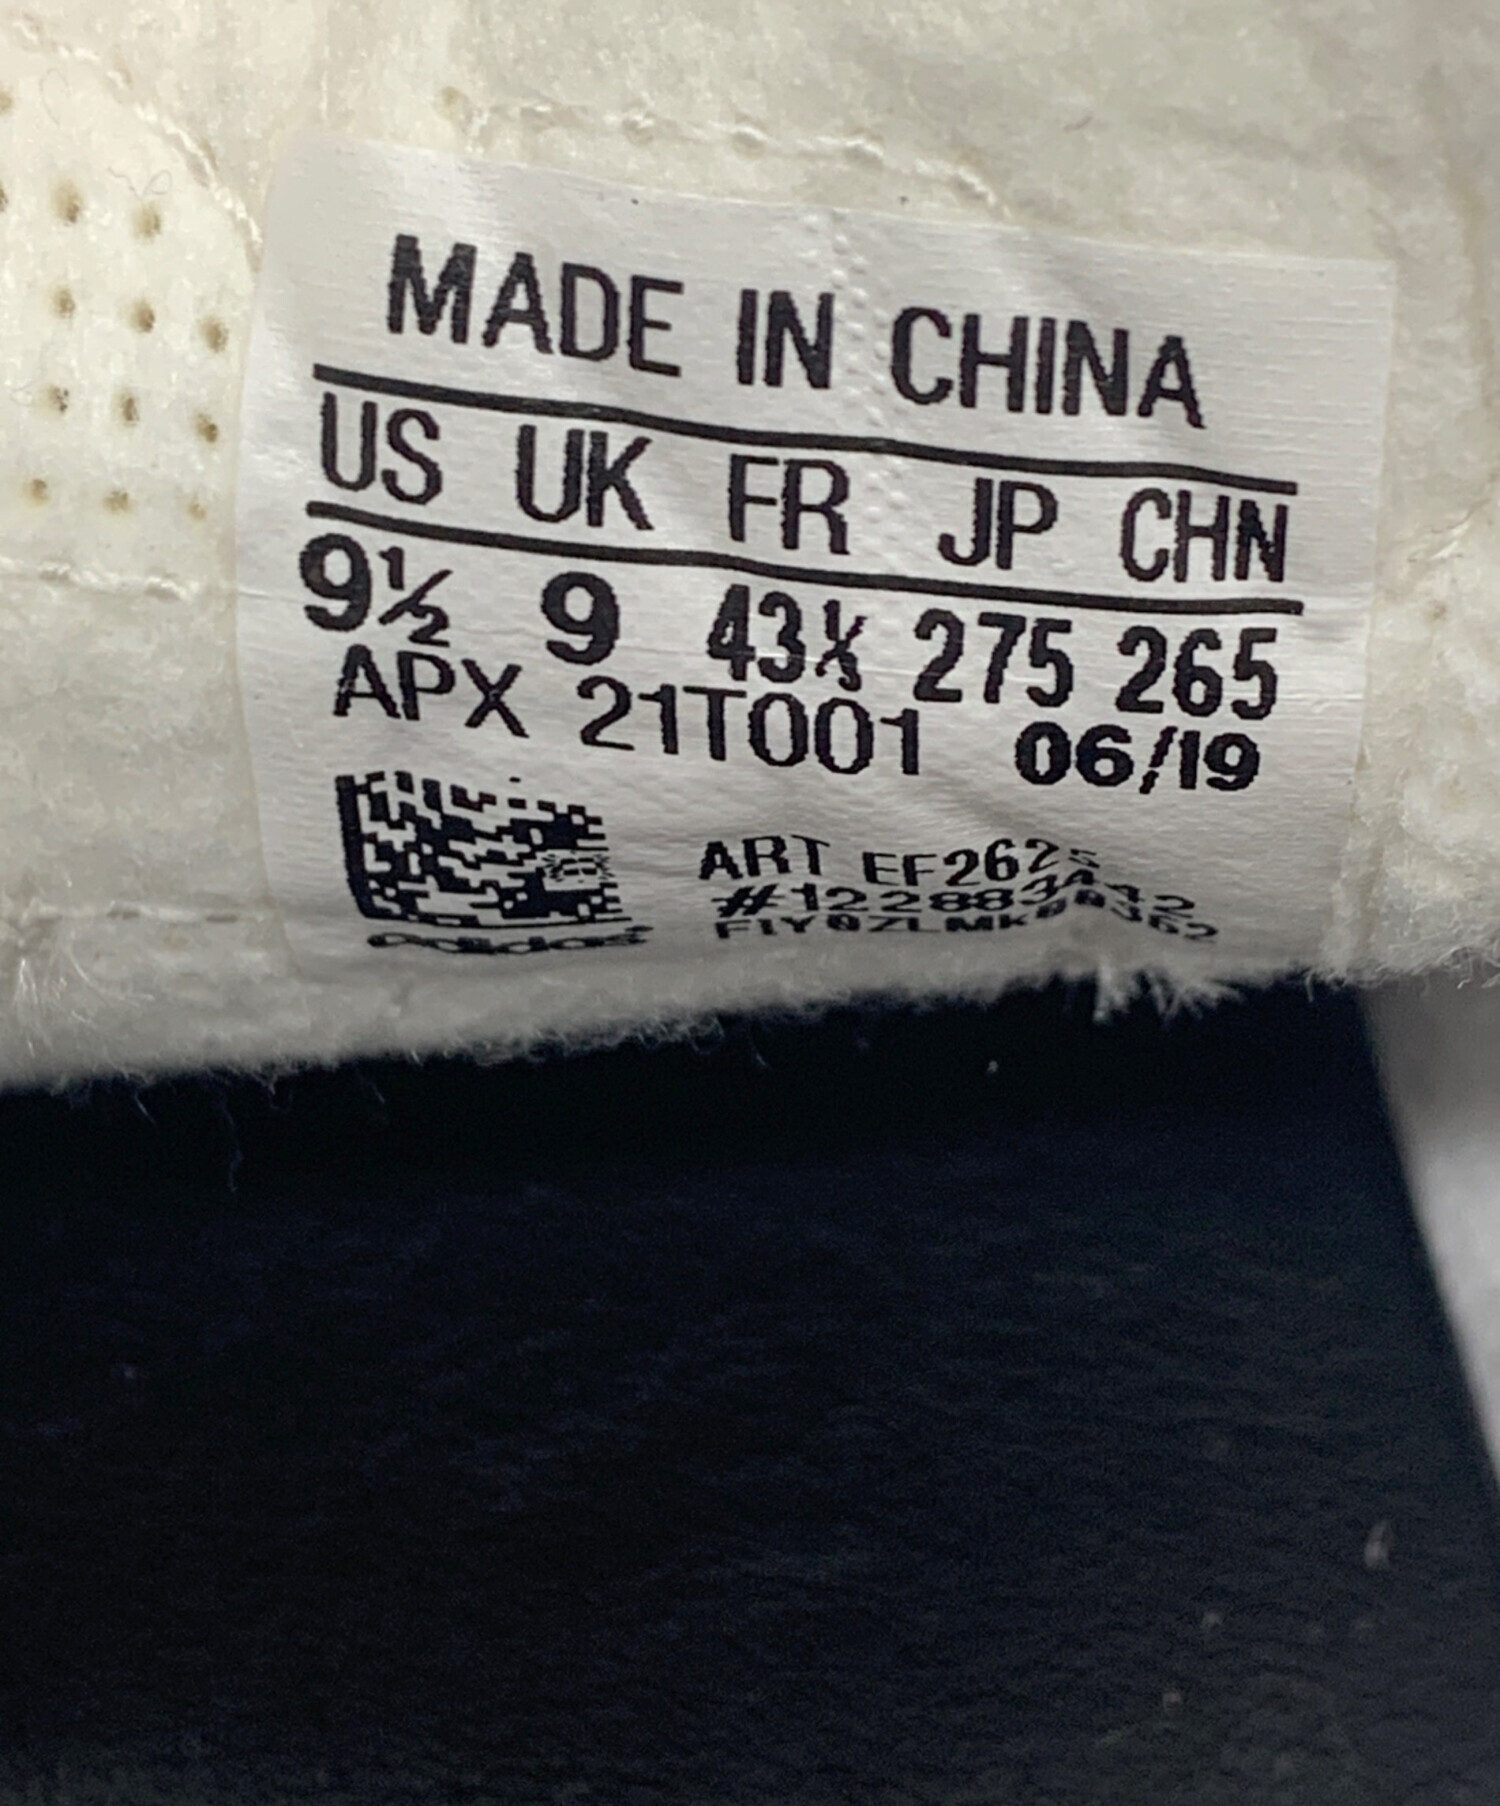 MADE IN CHINA
US UK FR JP CHN
9½ 9 43⅓ 275 265
APX 21T001 06/19
ART
adidas